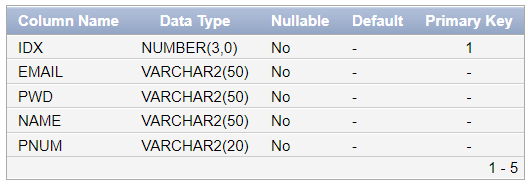 Column Name Data Type Nullable Default Primary Key
IDX NUMBER(3,0) No - 1
EMAIL VARCHAR2(50) No - -
PWD VARCHAR2(50) No - -
NAME VARCHAR2(50) No - -
PNUM VARCHAR2(20) No - -
1 - 5